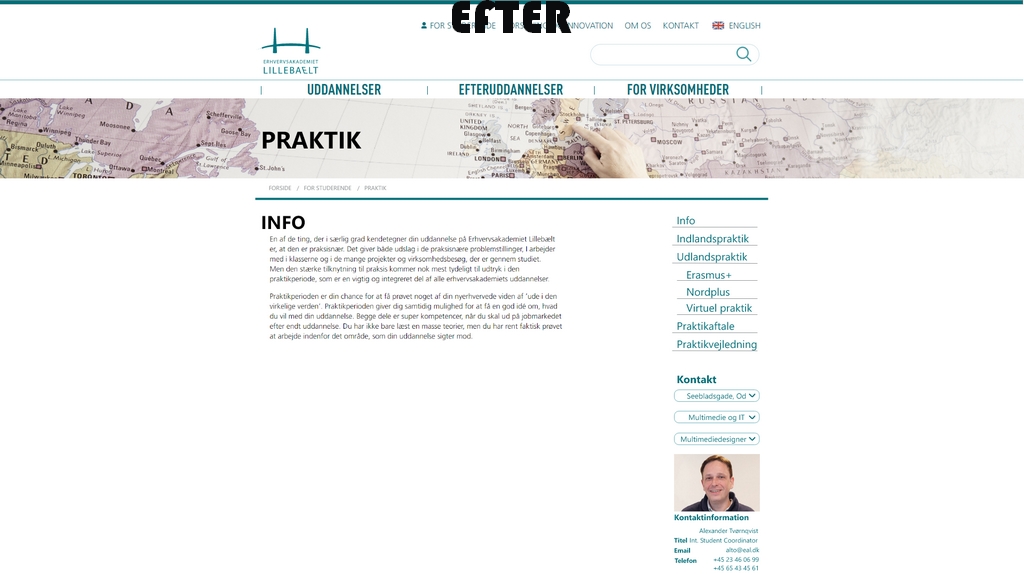 EFTER
FOR STUDERENDE
INNOVATION
OM OS
KONTAKT
ENGLISH
ERHVERVSAKADEMIET
LILLEBÆLT
UDDANNELSER
EFTERUDDANNELSER
FOR VIRKSOMHEDER
PRAKTIK
FORSIDE / FOR STUDERENDE / PRAKTIK
INFO
En af de ting, der i særlig grad kendetegner din uddannelse på Erhvervsakademiet Lillebælt
er, at den er praksisnær. Det giver både udslag i de praksisnære problemstillinger, I arbejder
med i klasserne og i de mange projekter og virksomhedsbesøg, der er gennem studiet.
Men den stærke tilknytning til praksis kommer nok mest tydeligt til udtryk i den
praktikperiode, som er en vigtig og integreret del af alle erhvervsakademiets uddannelser.
Praktikperioden er din chance for at få prøvet noget af din nyerhvervede viden af 'ude i den
virkelige verden'. Praktikperioden giver dig samtidig mulighed for at få en god idé om, hvad
du vil med din uddannelse. Begge dele er super kompetencer, når du skal ud på jobmarkedet
efter endt uddannelse. Du har ikke bare læst en masse teorier, men du har rent faktisk prøvet
at arbejde indenfor det område, som din uddannelse sigter mod.
Info
Indlandspraktik
Udlandspraktik
Erasmus+
Nordplus
Virtuel praktik
Praktikaftale
Praktikvejledning
Kontakt
Seebladsgade, Od
Multimedie og IT
Multimediedesigner
Kontaktinformation
Alexander Tvørnqvist
Titel Int. Student Coordinator
Email alto@eal.dk
Telefon +45 23 46 06 99
+45 65 43 45 61